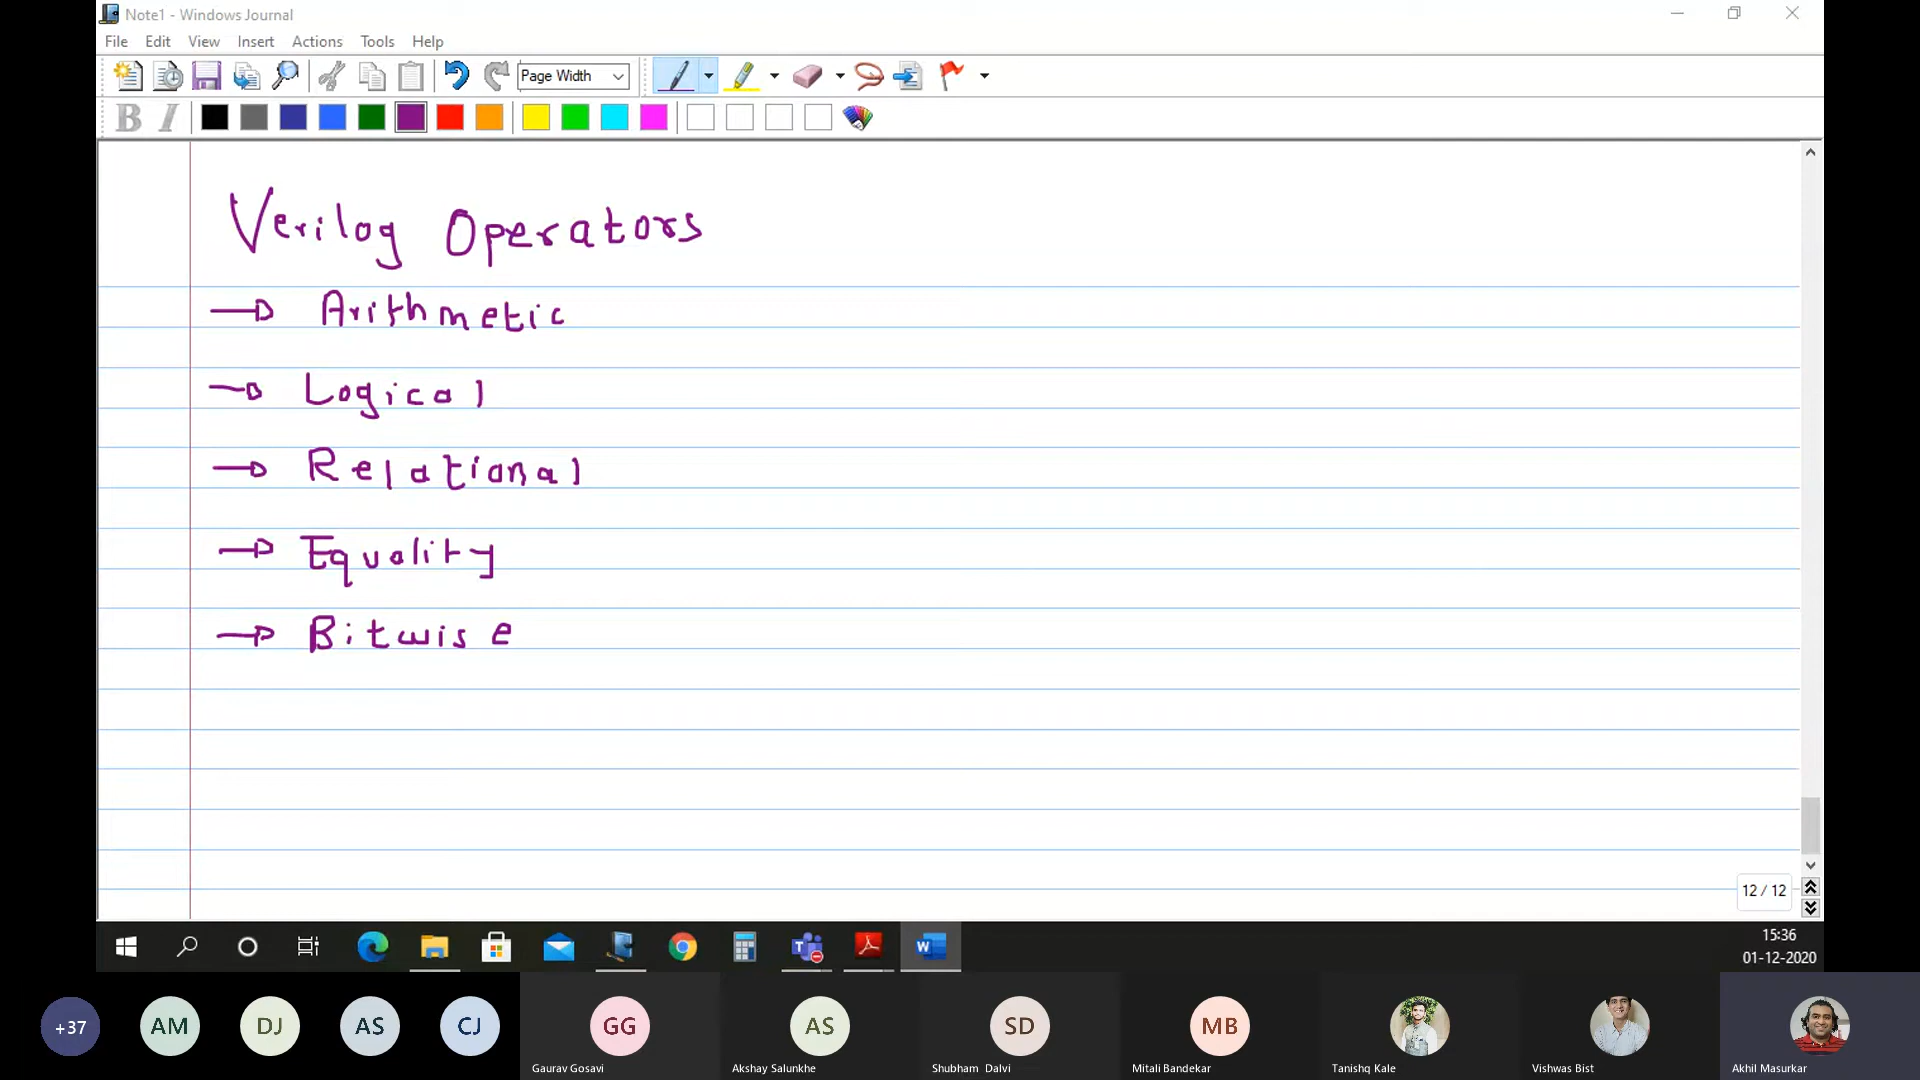 Note1 - Windows Journal
File Edit View Insert Actions Tools Help
Page Width
B I
Verilog Operators
Arithmetic
Logical
Relational
Equality
Bitwise
12 / 12
15:36
01-12-2020
+37 AM DJ AS CJ GG AS SD MB
Gaurav Gosavi Akshay Salunkhe Shubham Dalvi Mitali Bandekar Tanishq Kale Vishwas Bist Akhil Masurkar